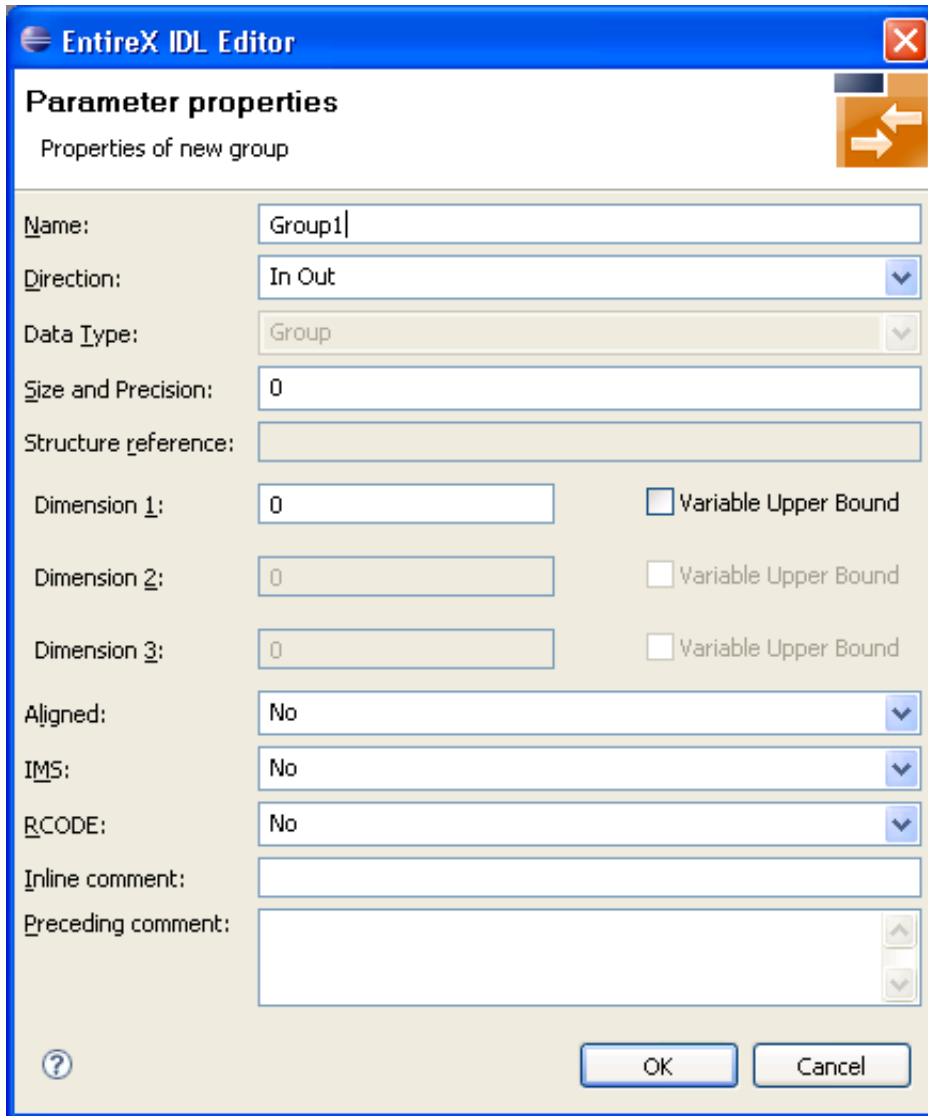 EntireX IDL Editor
Parameter properties
Properties of new group
Name: Group1
Direction: In Out
Data Type: Group
Size and Precision: 0
Structure reference:
Dimension 1: 0 Variable Upper Bound
Dimension 2: 0 Variable Upper Bound
Dimension 3: 0 Variable Upper Bound
Aligned: No
IMS: No
RCODE: No
Inline comment:
Preceding comment:
? OK Cancel